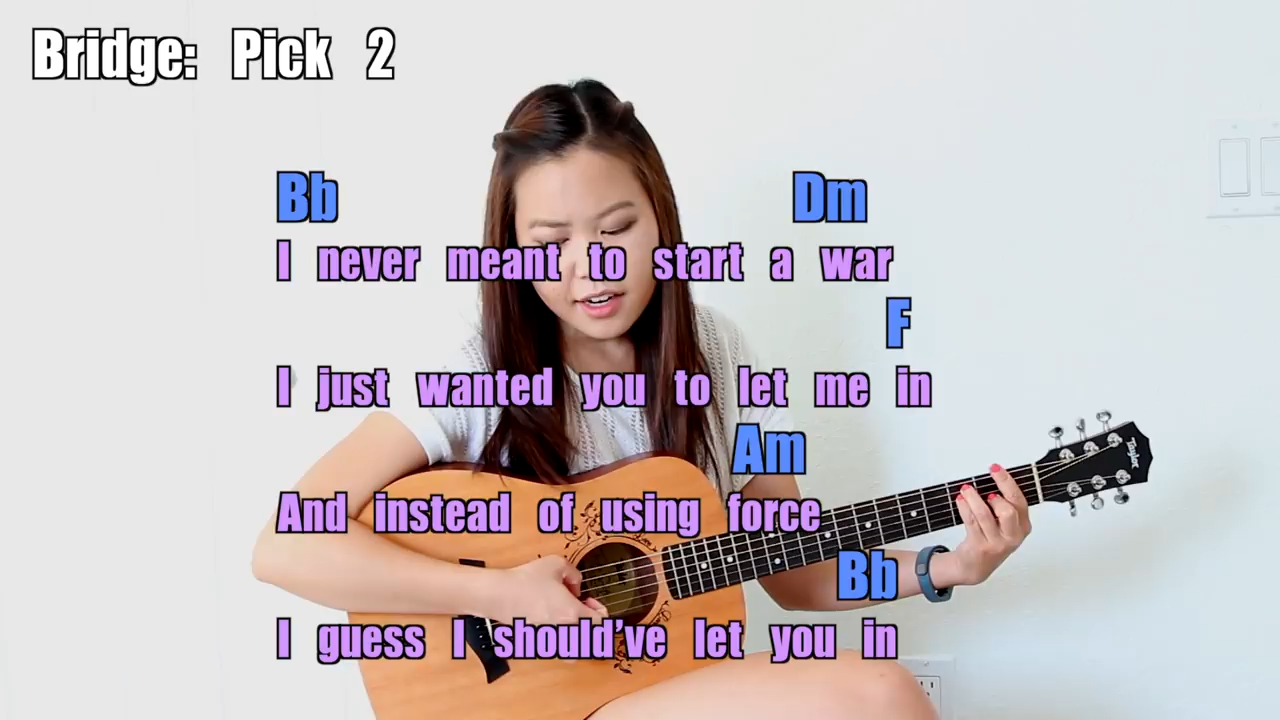 Bridge: Pick 2
Bb Dm
I never meant to start a war
F
I just wanted you to let me in
Am
And instead of using force
Bb
I guess I should've let you in
Taylor